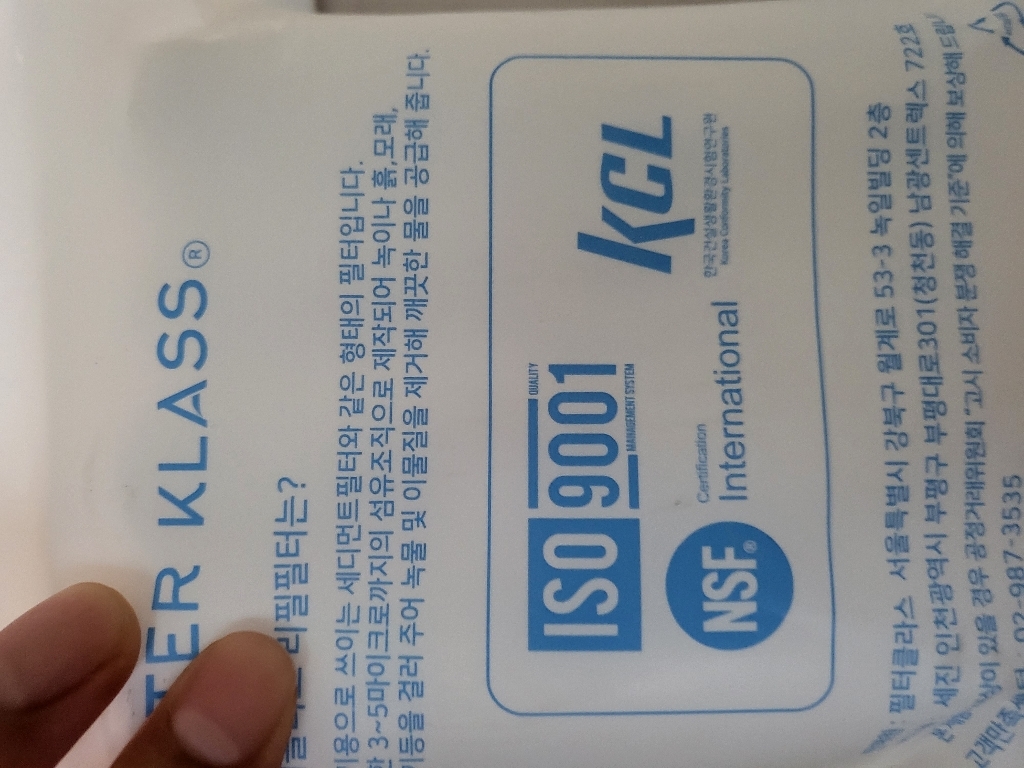 TER KLASS®
리필필터는?
용으로 쓰이는 세디먼트필터와 같은 형태의 필터입니다.
3~5마이크로까지의 섬유조직으로 제작되어 녹이나 흙,모래,
등을 걸러 주어 녹물 및 이물질을 제거해 깨끗한 물을 공급해 줍니다.
ISO 9001
QUALITY
MANAGEMENT SYSTEM
KCL
한국건설생활환경시험연구원
Korea Conformity Laboratories
NSF®
Certification
International
: 필터클라스 서울특별시 강북구 월계로 53-3 녹일빌딩 2층
세진 인천광역시 부평구 부평대로301(청천동) 남광센트렉스 722호
이 있을 경우 공정거래위원회 "고시 소비자 분쟁 해결 기준"에 의해 보상해 드립니
고객만족 : 02-987-3535